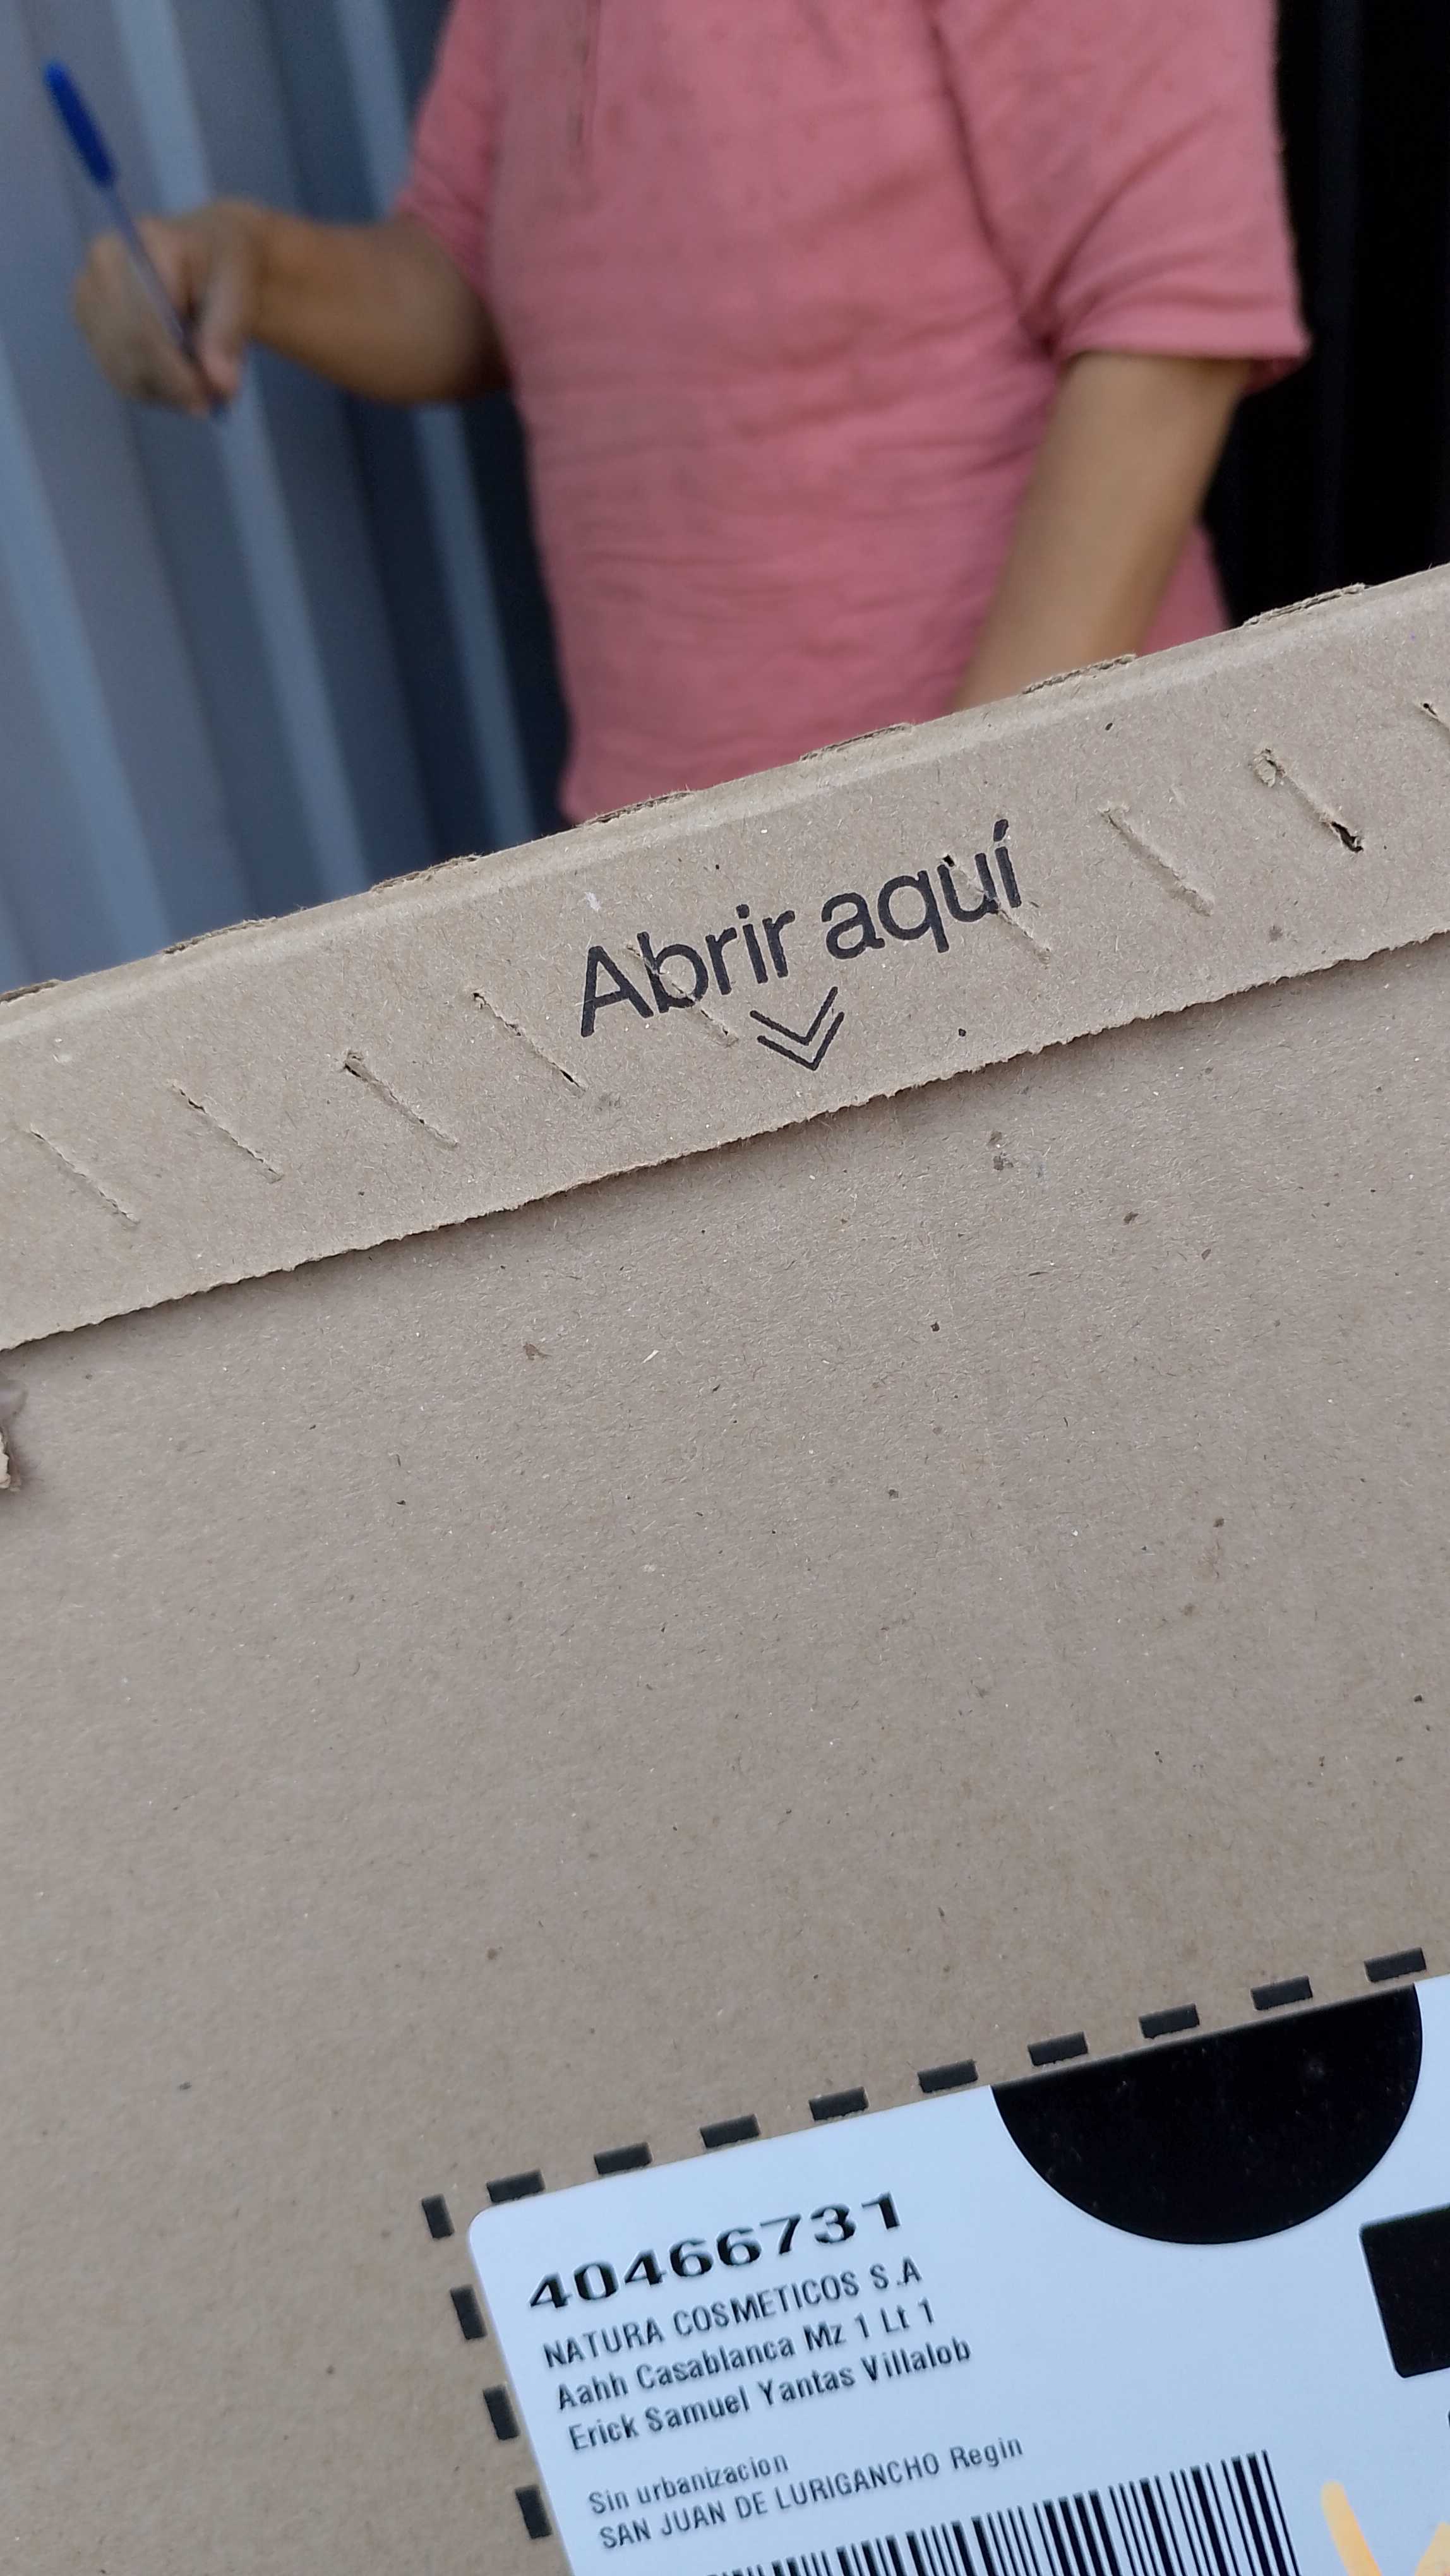 Abrir aquí
40466731
NATURA COSMETICOS S.A
Aahh Casablanca Mz 1 Lt 1
Erick Samuel Yantas Villalob
Sin urbanizacion
SAN JUAN DE LURIGANCHO Regin